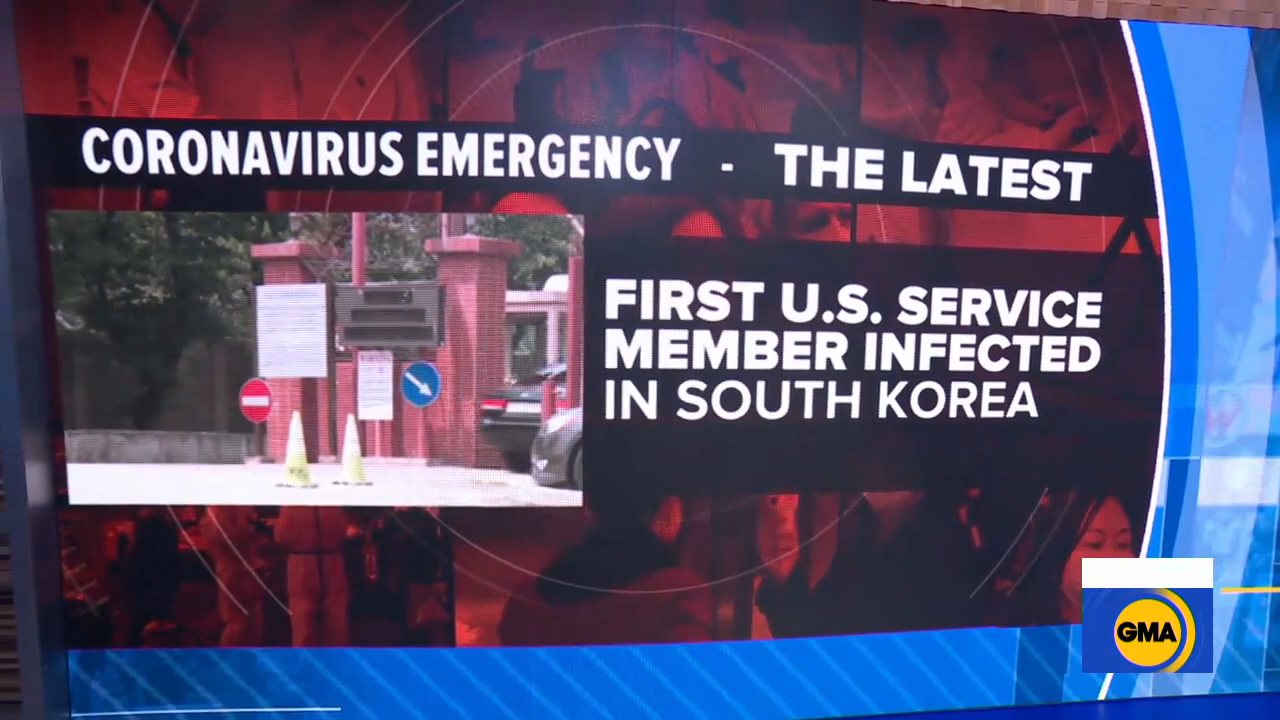 CORONAVIRUS EMERGENCY - THE LATEST
FIRST U.S. SERVICE
MEMBER INFECTED
IN SOUTH KOREA
GMA